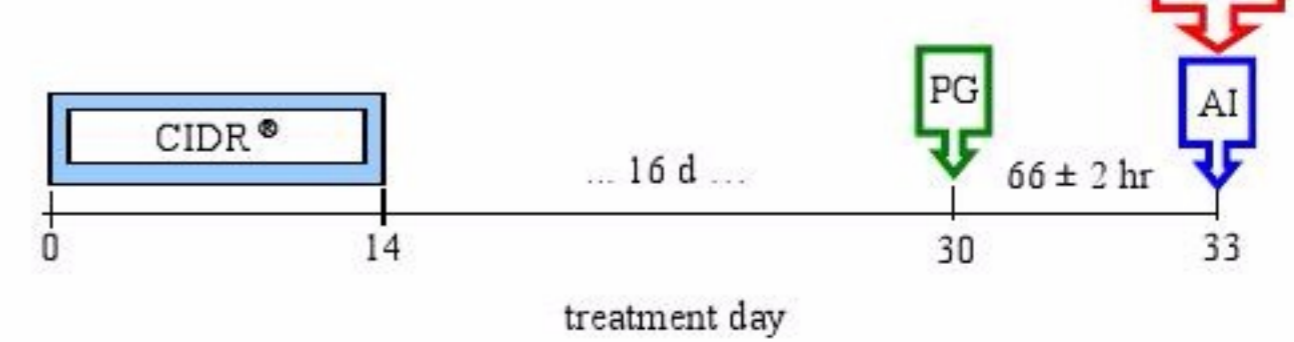 PG
AI
CIDR®
... 16 d ...
66 ± 2 hr
0
14
30
33
treatment day